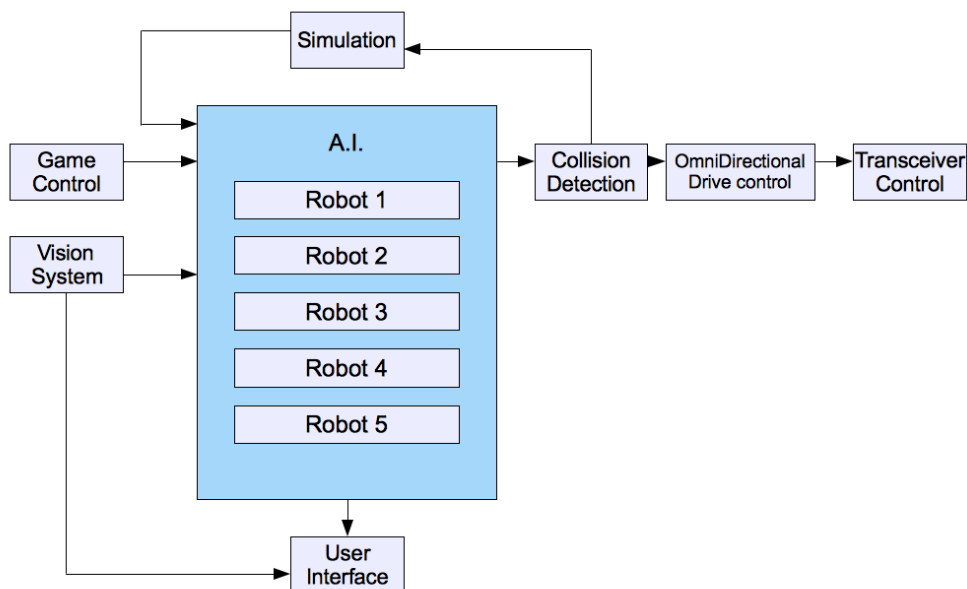 Simulation
A.I.
Game
Control
Robot 1
Robot 2
Robot 3
Robot 4
Robot 5
Vision
System
Collision
Detection
OmniDirectional
Drive control
Transceiver
Control
User
Interface